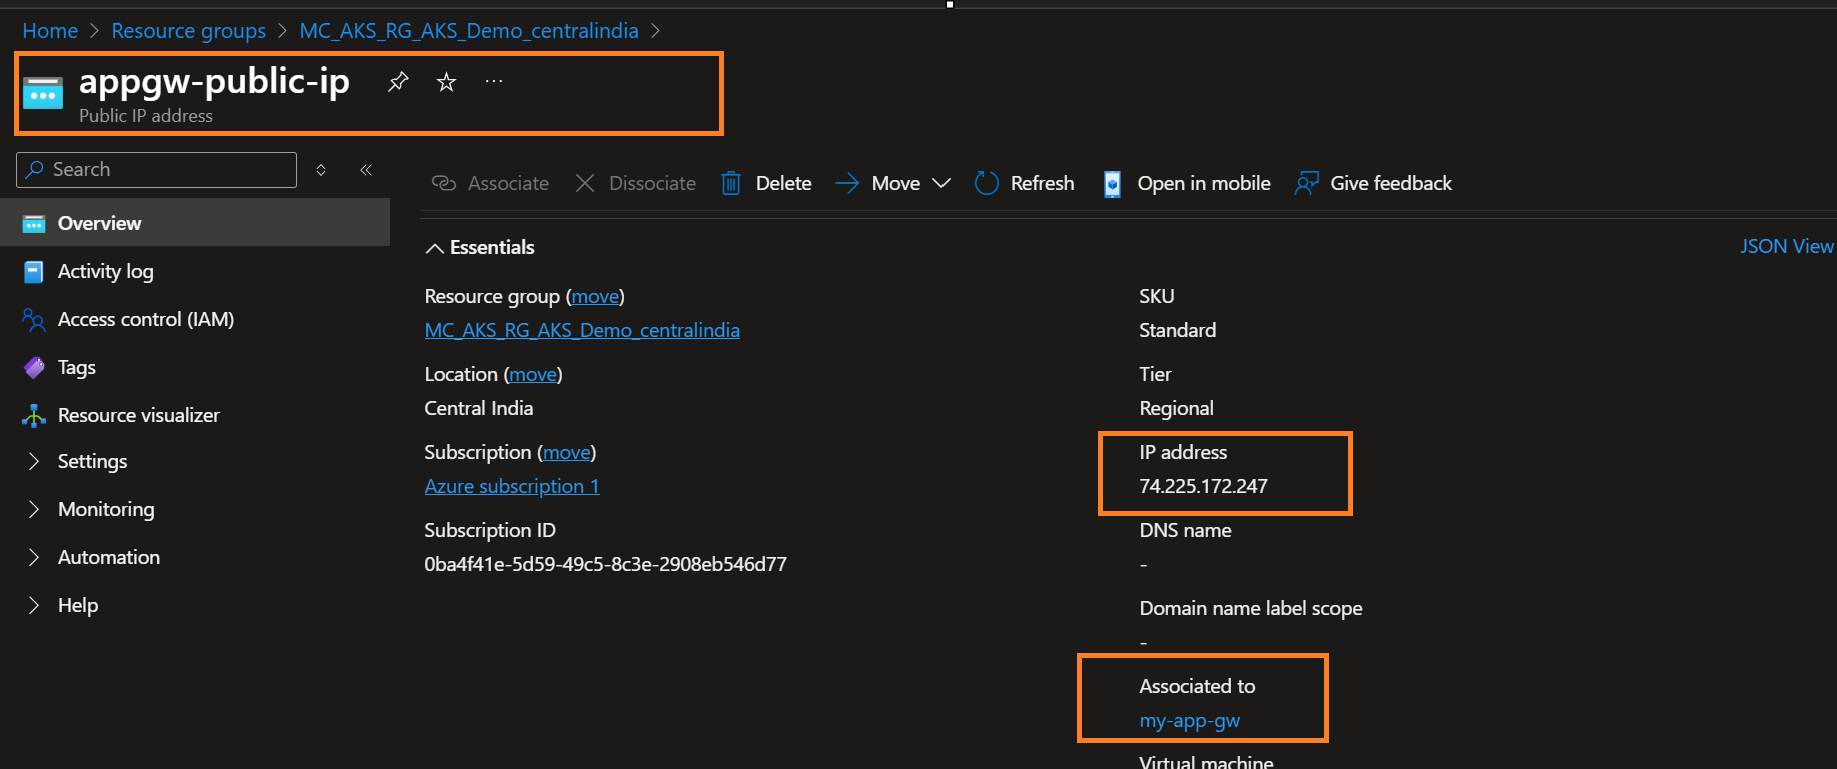 Home > Resource groups > MC_AKS_RG_AKS_Demo_centralindia >
appgw-public-ip ...
Public IP address
Search
Associate Dissociate Delete Move Refresh Open in mobile Give feedback
Overview
Activity log
Access control (IAM)
Tags
Resource visualizer
Settings
Monitoring
Automation
Help
Essentials
JSON View
Resource group (move)
MC_AKS_RG_AKS_Demo_centralindia
Location (move)
Central India
Subscription (move)
Azure subscription 1
Subscription ID
0ba4f41e-5d59-49c5-8c3e-2908eb546d77
SKU
Standard
Tier
Regional
IP address
74.225.172.247
DNS name
-
Domain name label scope
-
Associated to
my-app-gw
Virtual machine